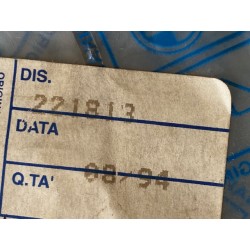 DIS.
221813
DATA
08/94
Q.TA'